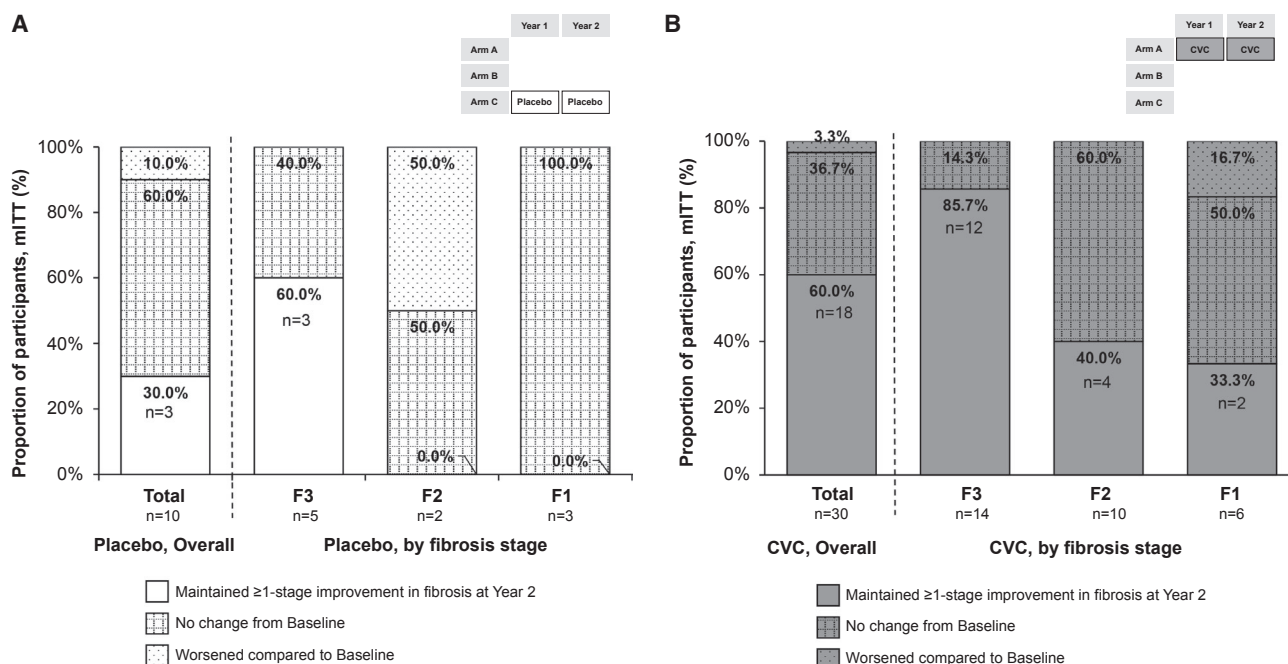 A
Year 1 Year 2
Arm A
Arm B
Arm C Placebo Placebo
Proportion of participants, mITT (%)
100%
80%
60%
40%
20%
0%
10.0%
60.0%
30.0%
n=3
40.0%
60.0%
n=3
50.0%
50.0%
0.0%
100.0%
0.0%
Total F3 F2 F1
n=10 n=5 n=2 n=3
Placebo, Overall Placebo, by fibrosis stage
Maintained ≥1-stage improvement in fibrosis at Year 2
No change from Baseline
Worsened compared to Baseline
B
Year 1 Year 2
Arm A CVC CVC
Arm B
Arm C
Proportion of participants, mITT (%)
100%
80%
60%
40%
20%
0%
3.3%
36.7%
60.0%
n=18
14.3%
85.7%
n=12
60.0%
40.0%
n=4
16.7%
50.0%
33.3%
n=2
Total F3 F2 F1
n=30 n=14 n=10 n=6
CVC, Overall CVC, by fibrosis stage
Maintained ≥1-stage improvement in fibrosis at Year 2
No change from Baseline
Worsened compared to Baseline